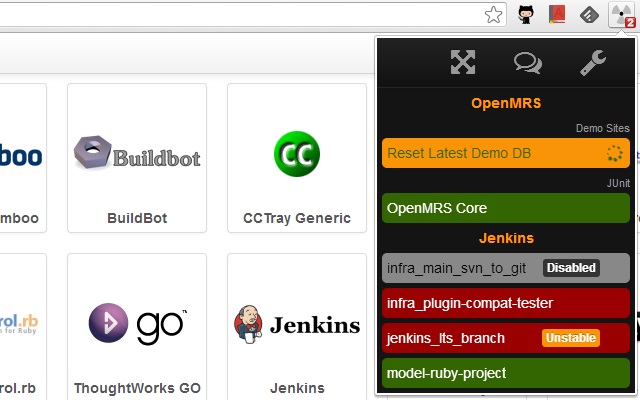 2
OpenMRS
Demo Sites
Reset Latest Demo DB
JUnit
OpenMRS Core
Jenkins
infra_main_svn_to_git Disabled
infra_plugin-compat-tester
jenkins_lts_branch Unstable
model-ruby-project
boo
mboo
Buildbot
BuildBot
CC
CCTray Generic
rol.rb
n for Ruby
rol.rb
go™
ThoughtWorks GO
Jenkins
Jenkins